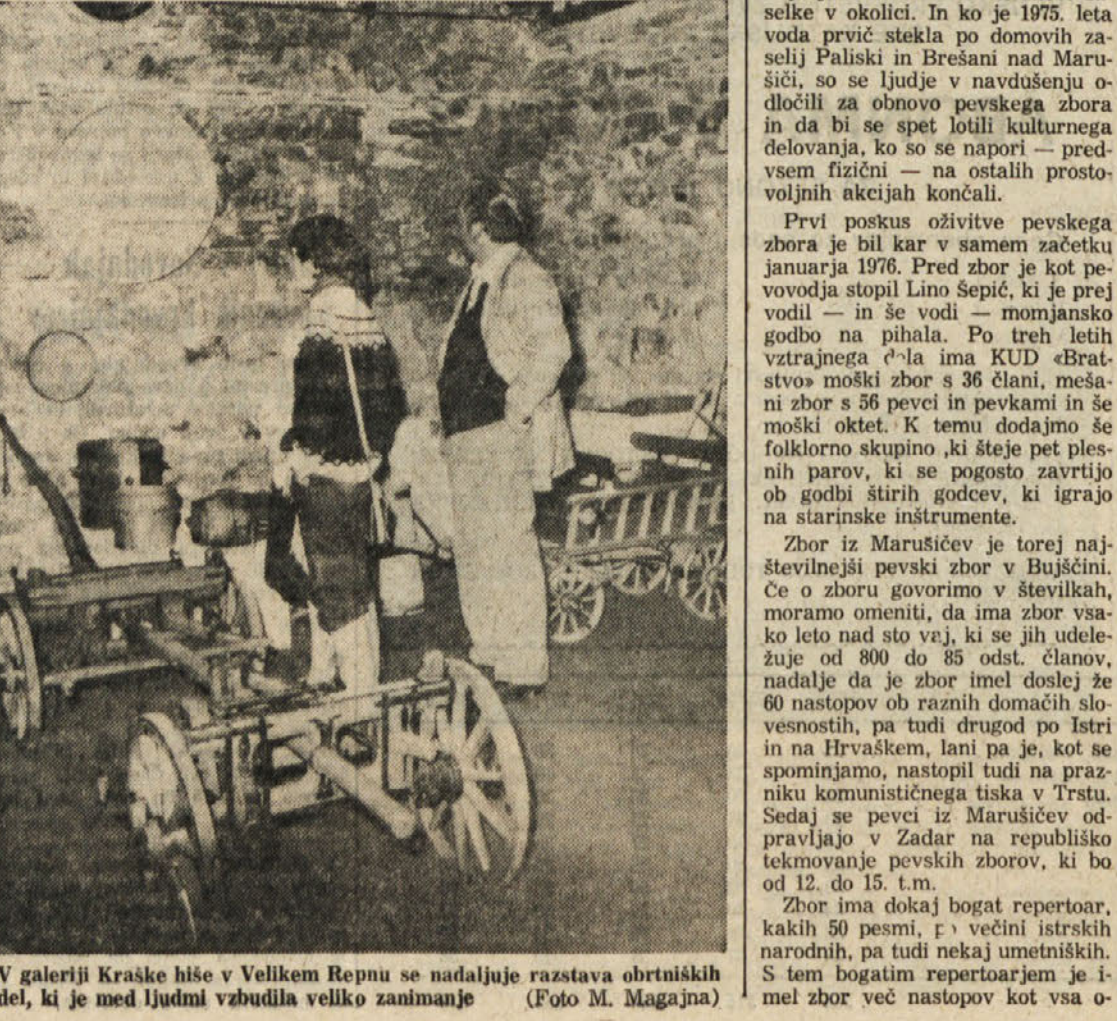 V galeriji Kraške hiše v Velikem Repnu se nadaljuje razstava obrtniških
del, ki je med ljudmi vzbudila veliko zanimanje (Foto M. Magajna)
selke v okolici. In ko je 1975. leta
voda prvič stekla po domovih za-
selij Paliski in Brešani nad Maru-
šiči, so se ljudje v navdušenju o-
dločili za obnovo pevskega zbora
in da bi se spet lotili kulturnega
delovanja, ko so se napori — pred-
vsem fizični — na ostalih prosto-
voljnih akcijah končali.
Prvi poskus oživitve pevskega
zbora je bil kar v samem začetku
januarja 1976. Pred zbor je kot pe-
vovodja stopil Lino Šepić, ki je prej
vodil — in še vodi — momjansko
godbo na pihala. Po treh letih
vztrajnega dela ima KUD «Brat-
stvo» moški zbor s 36 člani, meša-
ni zbor s 56 pevci in pevkami in še
moški oktet. K temu dodajmo še
folklorno skupino ,ki šteje pet ples-
nih parov, ki se pogosto zavrtijo
ob godbi štirih godcev, ki igrajo
na starinske inštrumente.
Zbor iz Marušičev je torej naj-
številnejši pevski zbor v Bujščini.
Če o zboru govorimo v številkah,
moramo omeniti, da ima zbor vsa-
ko leto nad sto vaj, ki se jih udele-
žuje od 800 do 85 odst. članov,
nadalje da je zbor imel doslej že
60 nastopov ob raznih domačih slo-
vesnostih, pa tudi drugod po Istri
in na Hrvaškem, lani pa je, kot se
spominjamo, nastopil tudi na praz-
niku komunističnega tiska v Trstu.
Sedaj se pevci iz Marušičev od-
pravljajo v Zadar na republiško
tekmovanje pevskih zborov, ki bo
od 12. do 15. t.m.
Zbor ima dokaj bogat repertoar,
kakih 50 pesmi, po večini istrskih
narodnih, pa tudi nekaj umetniških.
S tem bogatim repertoarjem je i-
mel zbor več nastopov kot vsa o-